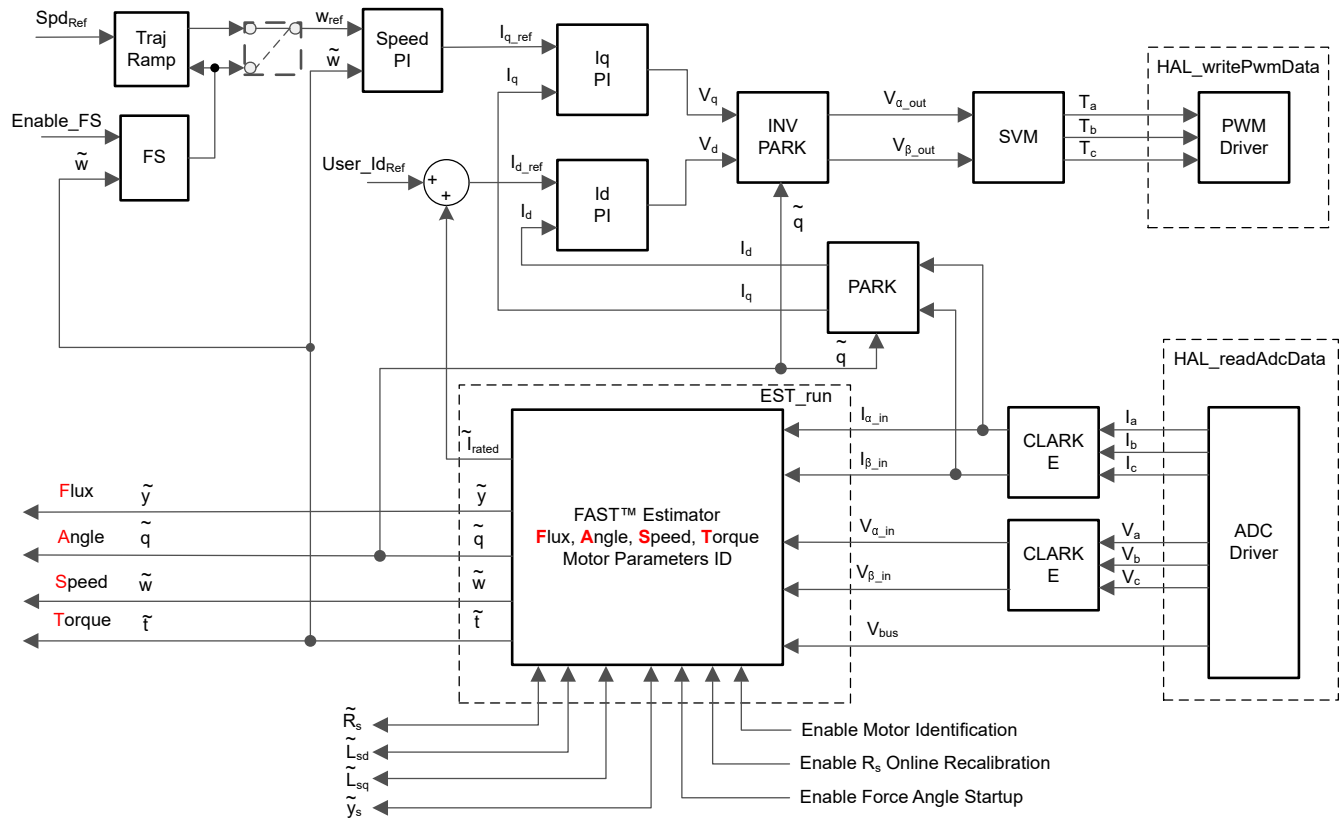 Spd_Ref
Traj
Ramp
w_ref
w̃
Speed
PI
I_q_ref
I_q
Iq
PI
Enable_FS
w̃
FS
User_Id_Ref
+
+
I_d_ref
I_d
Id
PI
V_q
V_d
INV
PARK
q̃
V_α_out
V_β_out
SVM
T_a
T_b
T_c
HAL_writePwmData
PWM
Driver
I_d
I_q
PARK
q̃
HAL_readAdcData
EST_run
Ĩ_rated
I_α_in
I_β_in
CLARK
E
I_a
I_b
I_c
Flux ỹ
Angle q̃
Speed w̃
Torque t̃
ỹ
q̃
w̃
t̃
FAST™ Estimator
Flux, Angle, Speed, Torque
Motor Parameters ID
V_α_in
V_β_in
V_bus
CLARK
E
V_a
V_b
V_c
ADC
Driver
R̃_s
L̃_sd
L̃_sq
ỹ_s
Enable Motor Identification
Enable R_s Online Recalibration
Enable Force Angle Startup